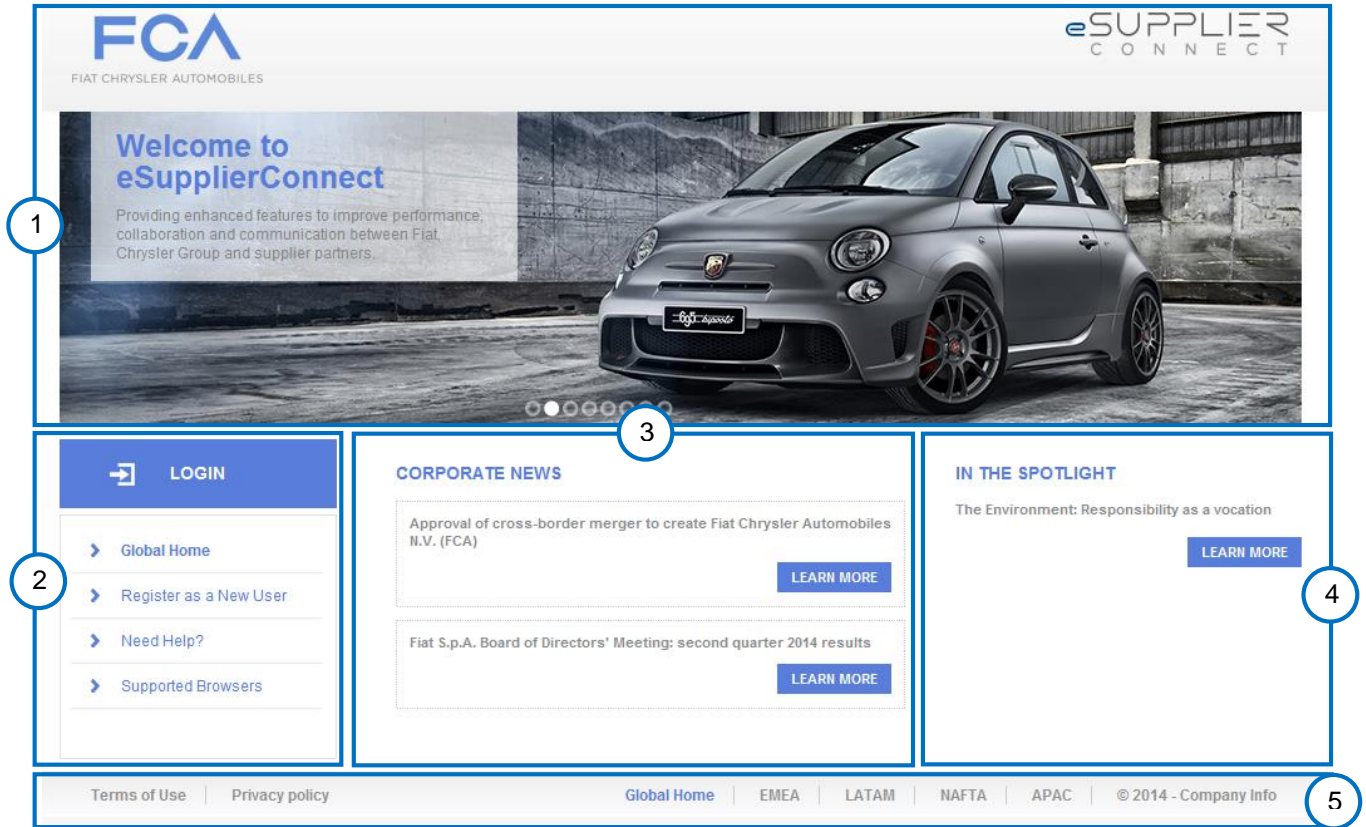 FCA
FIAT CHRYSLER AUTOMOBILES
eSUPPLIER
CONNECT
Welcome to
eSupplierConnect
Providing enhanced features to improve performance,
collaboration and communication between Fiat,
Chrysler Group and supplier partners.
695 biposto
1
2
LOGIN
Global Home
Register as a New User
Need Help?
Supported Browsers
3
CORPORATE NEWS
Approval of cross-border merger to create Fiat Chrysler Automobiles
N.V. (FCA)
LEARN MORE
Fiat S.p.A. Board of Directors' Meeting: second quarter 2014 results
LEARN MORE
IN THE SPOTLIGHT
The Environment: Responsibility as a vocation
LEARN MORE
4
Terms of Use
Privacy policy
Global Home
EMEA
LATAM
NAFTA
APAC
© 2014 - Company Info
5